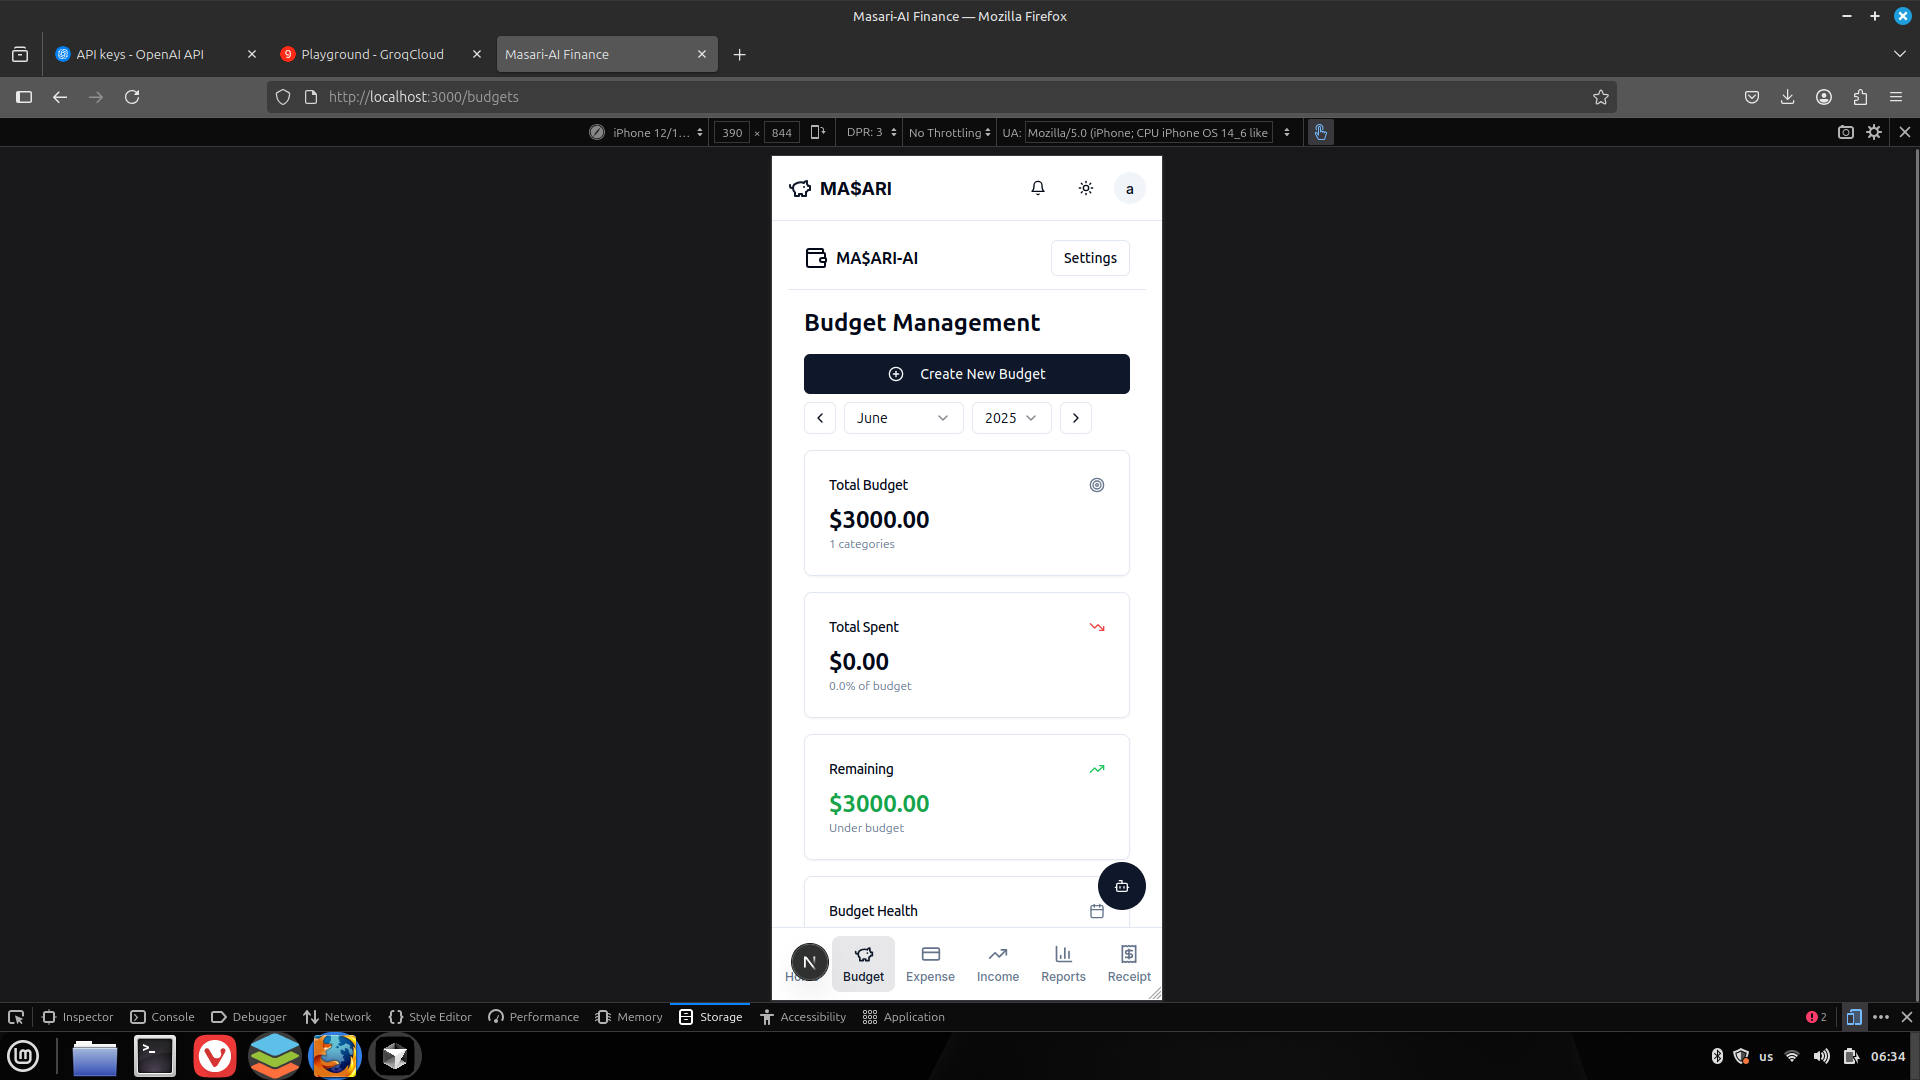 Masari-AI Finance — Mozilla Firefox
API keys - OpenAI API
Playground - GroqCloud
Masari-AI Finance
http://localhost:3000/budgets
iPhone 12/1...
390 × 844
DPR: 3
No Throttling
UA: Mozilla/5.0 (iPhone; CPU iPhone OS 14_6 like
MA$ARI
a
MA$ARI-AI
Settings
Budget Management
Create New Budget
June
2025
Total Budget
$3000.00
1 categories
Total Spent
$0.00
0.0% of budget
Remaining
$3000.00
Under budget
Budget Health
N
Budget
Expense
Income
Reports
Receipt
Inspector
Console
Debugger
Network
Style Editor
Performance
Memory
Storage
Accessibility
Application
2
us
06:34